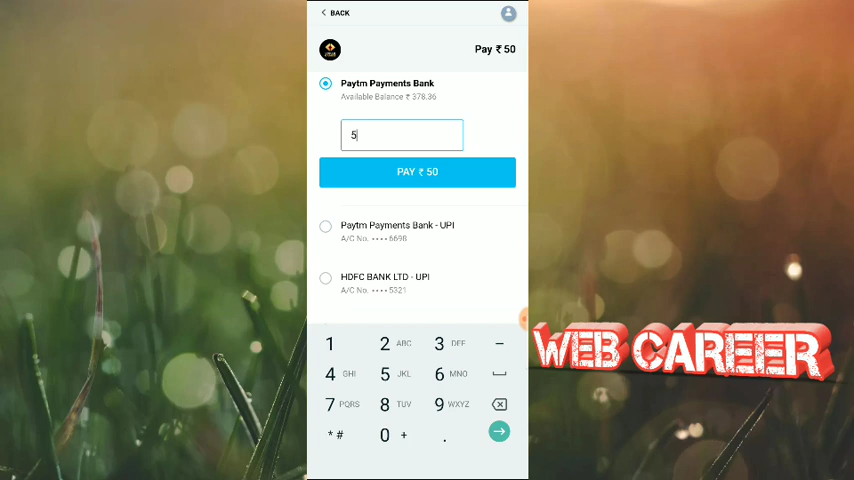 BACK
Pay ₹ 50
Paytm Payments Bank
Available Balance ₹ 378.36
5
PAY ₹ 50
Paytm Payments Bank - UPI
A/C No. •••• 6698
HDFC BANK LTD - UPI
A/C No. •••• 5321
WEB CAREER
1 2 ABC 3 DEF –
4 GHI 5 JKL 6 MNO
7 PQRS 8 TUV 9 WXYZ
* # 0 + .